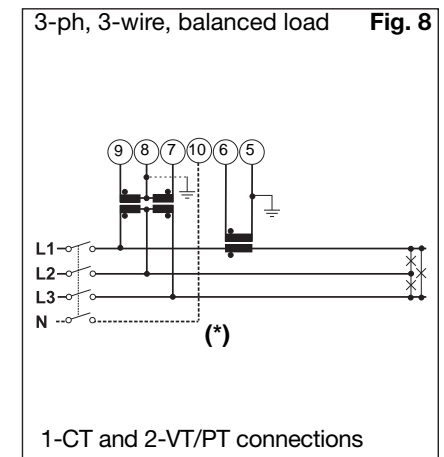 3-ph, 3-wire, balanced load Fig. 8
9 8 7 10 6 5
L1
L2
L3
N
(*)
1-CT and 2-VT/PT connections